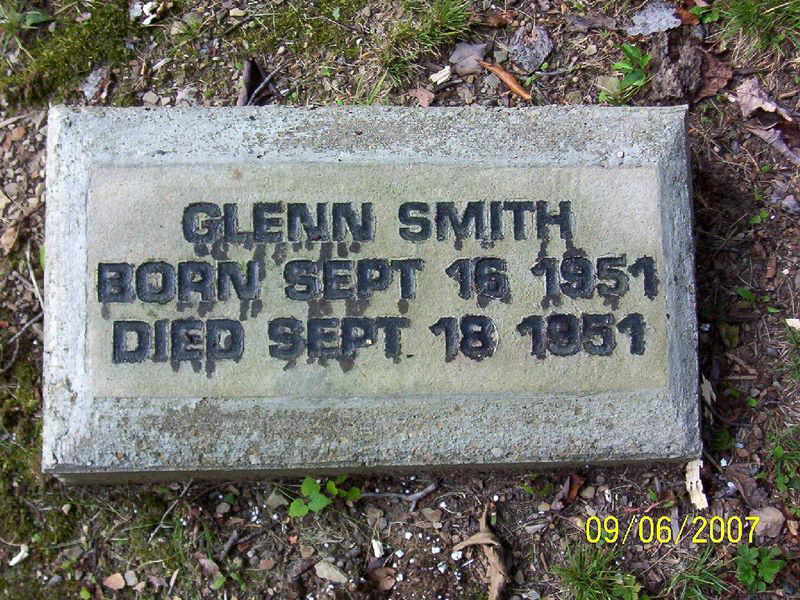 GLENN SMITH
BORN SEPT 16 1951
DIED SEPT 18 1951
09/06/2007